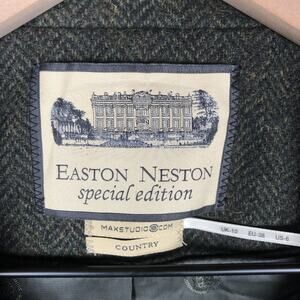 EASTON NESTON
special edition
MAXSTUDIO@COM
COUNTRY
UK-10 EU-38 US-6